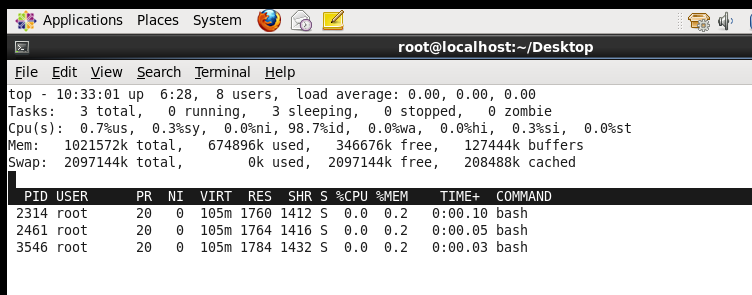 Applications Places System
root@localhost:~/Desktop
File Edit View Search Terminal Help
top - 10:33:01 up  6:28,  8 users,  load average: 0.00, 0.00, 0.00
Tasks:   3 total,   0 running,   3 sleeping,   0 stopped,   0 zombie
Cpu(s):  0.7%us,  0.3%sy,  0.0%ni, 98.7%id,  0.0%wa,  0.0%hi,  0.3%si,  0.0%st
Mem:   1021572k total,   674896k used,   346676k free,   127444k buffers
Swap:  2097144k total,        0k used,  2097144k free,   208488k cached
PID USER      PR  NI  VIRT  RES  SHR S %CPU %MEM    TIME+  COMMAND
2314 root      20   0  105m 1760 1412 S  0.0  0.2   0:00.10 bash
2461 root      20   0  105m 1764 1416 S  0.0  0.2   0:00.05 bash
3546 root      20   0  105m 1784 1432 S  0.0  0.2   0:00.03 bash